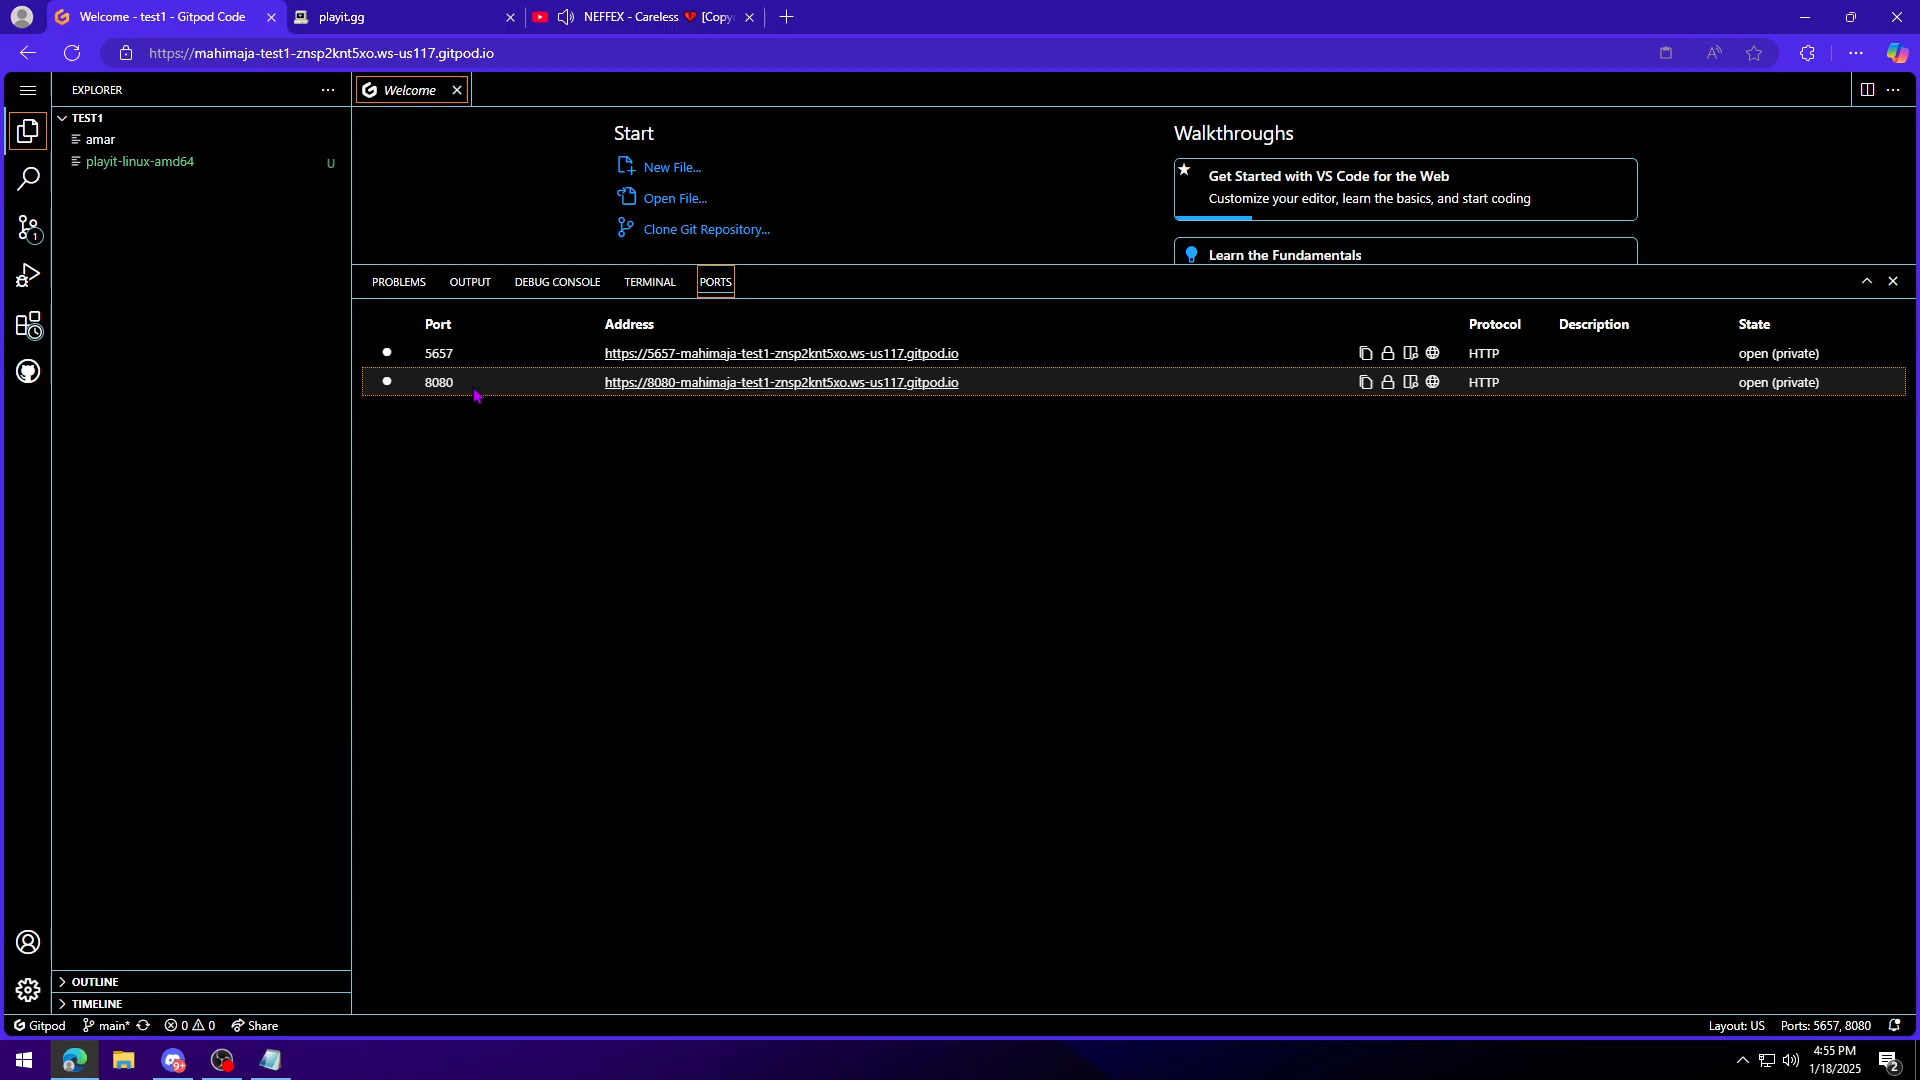 Welcome - test1 - Gitpod Code
playit.gg
NEFFEX - Careless 💔 [Copy
https://mahimaja-test1-znsp2knt5xo.ws-us117.gitpod.io
EXPLORER
Welcome
TEST1
amar
playit-linux-amd64 U
Start
New File...
Open File...
Clone Git Repository...
Walkthroughs
Get Started with VS Code for the Web
Customize your editor, learn the basics, and start coding
Learn the Fundamentals
PROBLEMS OUTPUT DEBUG CONSOLE TERMINAL PORTS
Port Address Protocol Description State
5657 https://5657-mahimaja-test1-znsp2knt5xo.ws-us117.gitpod.io HTTP open (private)
8080 https://8080-mahimaja-test1-znsp2knt5xo.ws-us117.gitpod.io HTTP open (private)
1
OUTLINE
TIMELINE
Gitpod main* 0 0 Share
Layout: US Ports: 5657, 8080
9+
4:55 PM
1/18/2025
2